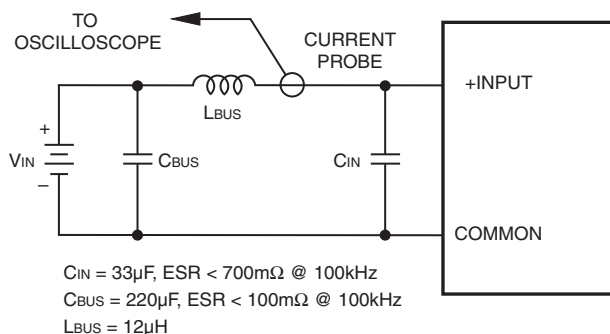 TO
OSCILLOSCOPE
CURRENT
PROBE
+INPUT
LBUS
+
VIN
–
CBUS
CIN
COMMON
CIN = 33µF, ESR < 700mΩ @ 100kHz
CBUS = 220µF, ESR < 100mΩ @ 100kHz
LBUS = 12µH